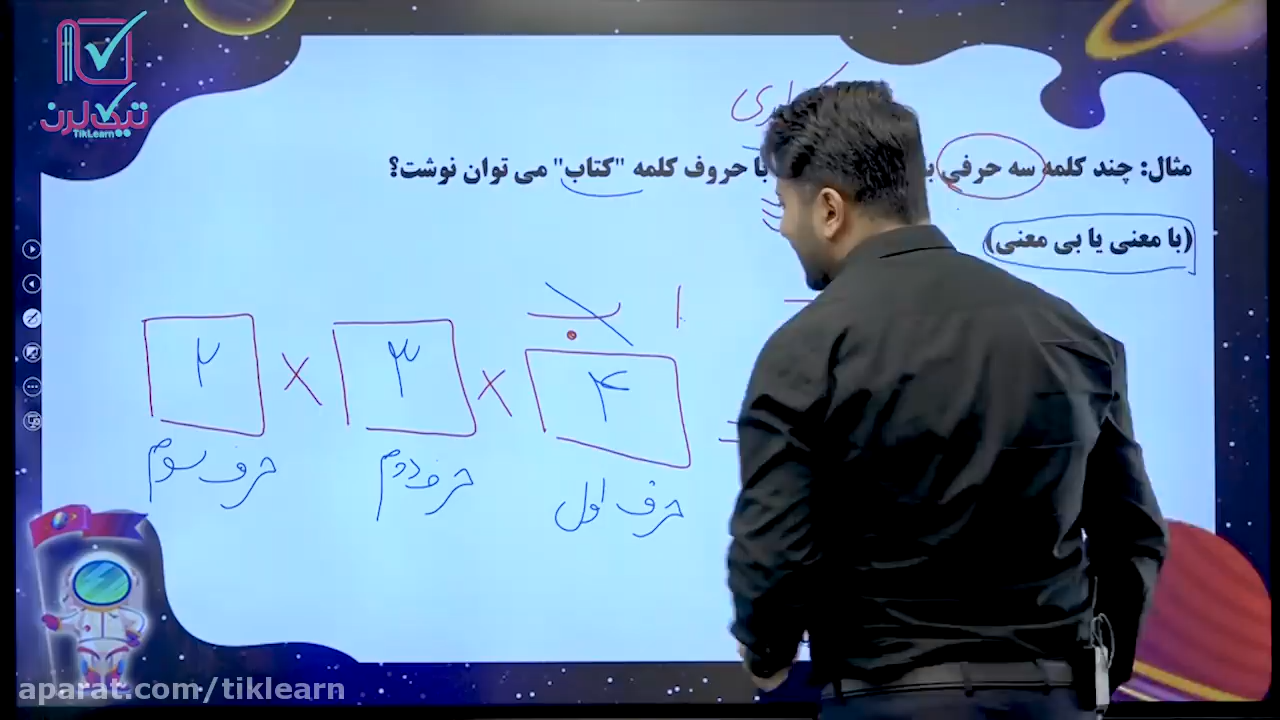 تیک لرن
TikLearn
مثال: چند کلمه سه حرفی با حروف کلمه "کتاب" می توان نوشت؟
(با معنی یا بی معنی)
ب ا
۴ × ۳ × ۲
حرف اول حرف دوم حرف سوم
aparat.com/tiklearn